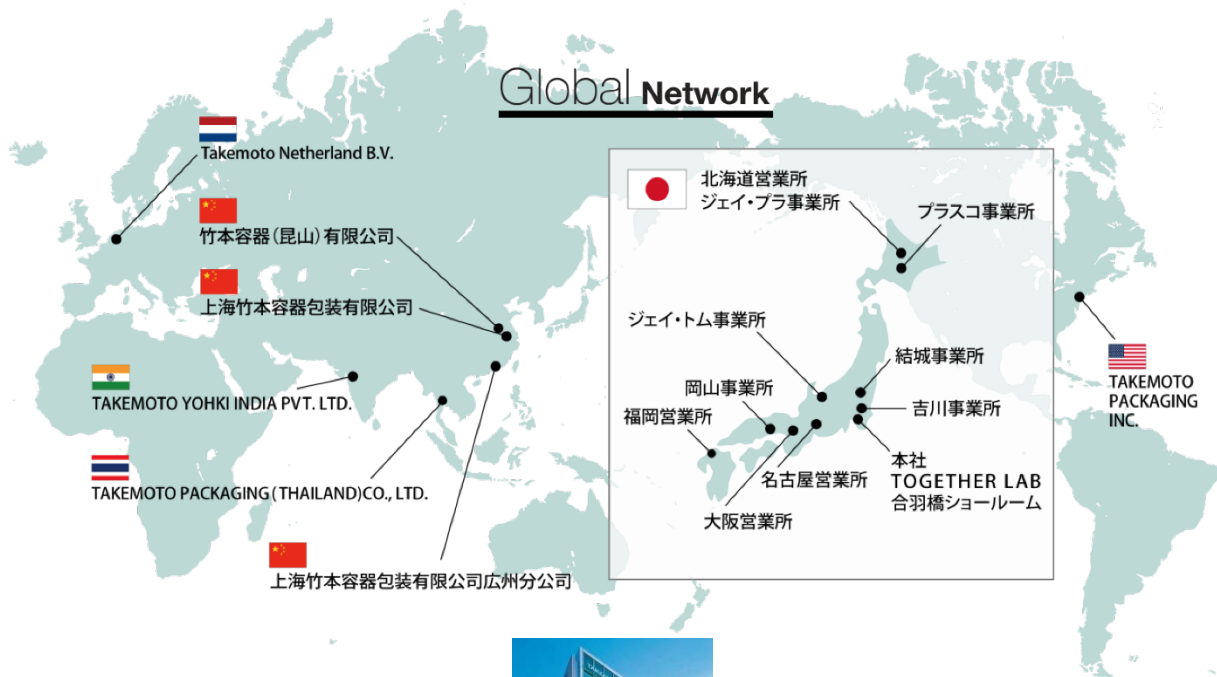 Global Network
Takemoto Netherland B.V.
竹本容器(昆山)有限公司
上海竹本容器包装有限公司
TAKEMOTO YOHKI INDIA PVT. LTD.
TAKEMOTO PACKAGING (THAILAND)CO., LTD.
上海竹本容器包装有限公司広州分公司
北海道営業所
ジェイ・プラ事業所
プラスコ事業所
ジェイ・トム事業所
結城事業所
岡山事業所
吉川事業所
福岡営業所
本社
TOGETHER LAB
合羽橋ショールーム
名古屋営業所
大阪営業所
TAKEMOTO
PACKAGING
INC.